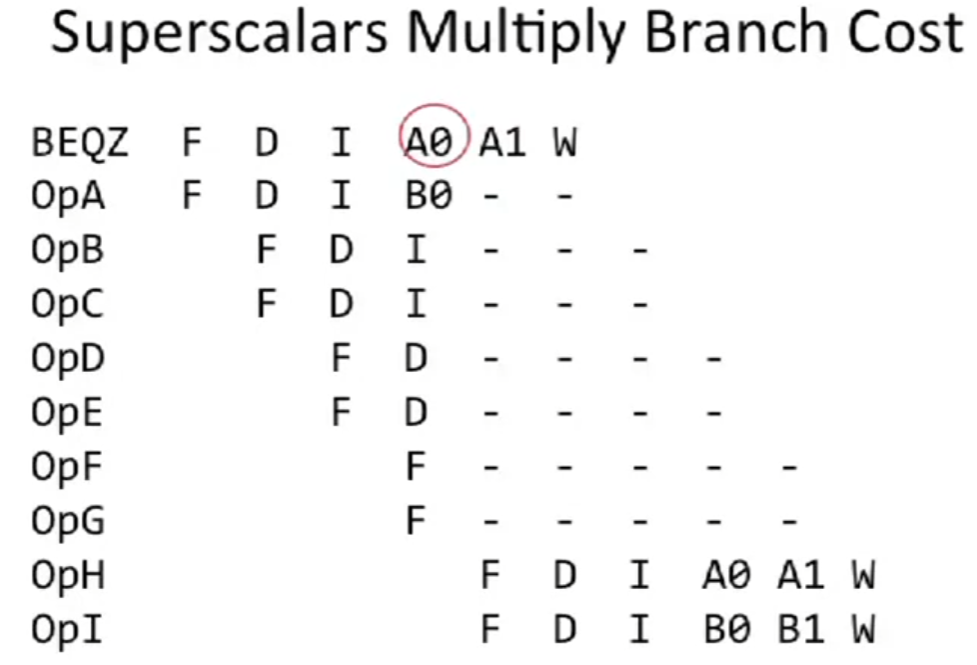 Superscalars Multiply Branch Cost
BEQZ F D I A0 A1 W
OpA F D I B0 - -
OpB F D I - - -
OpC F D I - - -
OpD F D - - - -
OpE F D - - - -
OpF F - - - - -
OpG F - - - - -
OpH F D I A0 A1 W
OpI F D I B0 B1 W